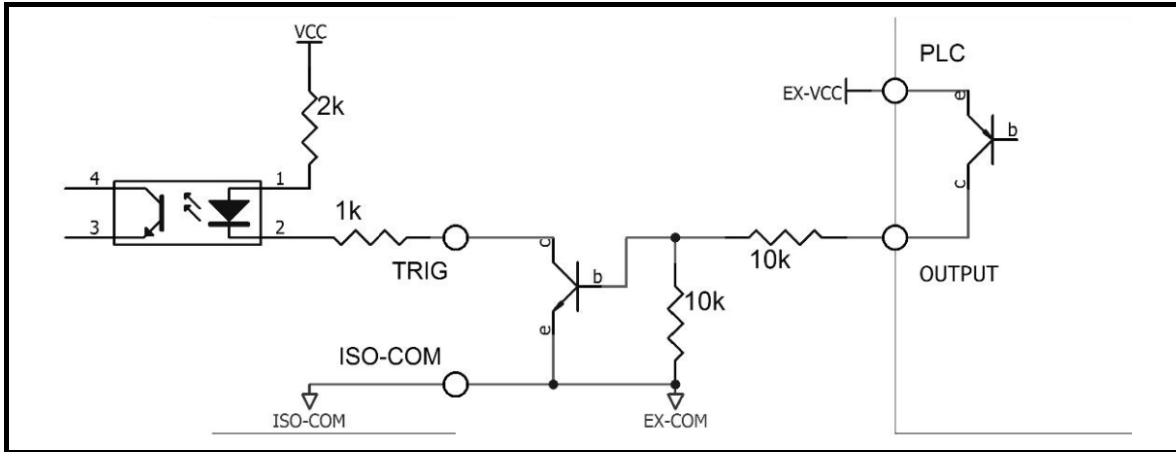 VCC
2k
4
1
3
2
1k
TRIG
c
b
e
10k
10k
ISO-COM
ISO-COM
EX-COM
EX-VCC
PLC
e
b
c
OUTPUT